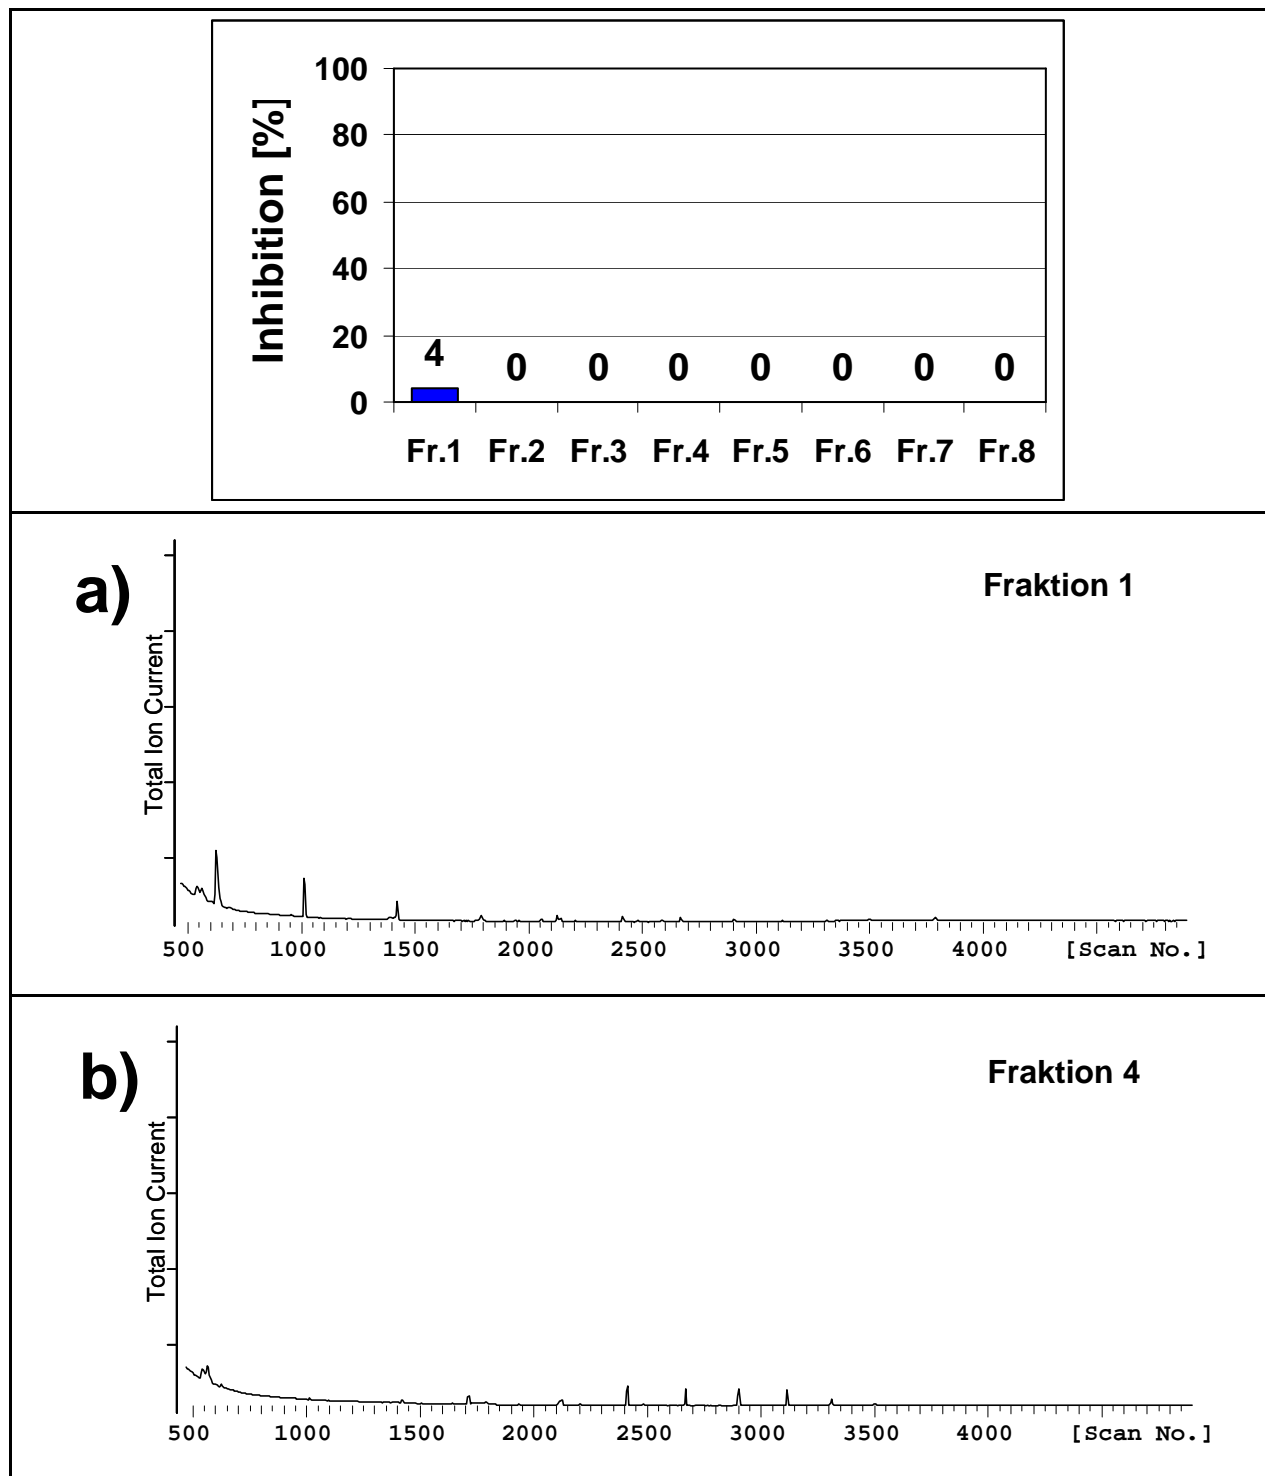 Inhibition [%]
100
80
60
40
20
0
4 0 0 0 0 0 0 0
Fr.1 Fr.2 Fr.3 Fr.4 Fr.5 Fr.6 Fr.7 Fr.8
a)
Fraktion 1
Total Ion Current
500 1000 1500 2000 2500 3000 3500 4000 [Scan No.]
b)
Fraktion 4
Total Ion Current
500 1000 1500 2000 2500 3000 3500 4000 [Scan No.]